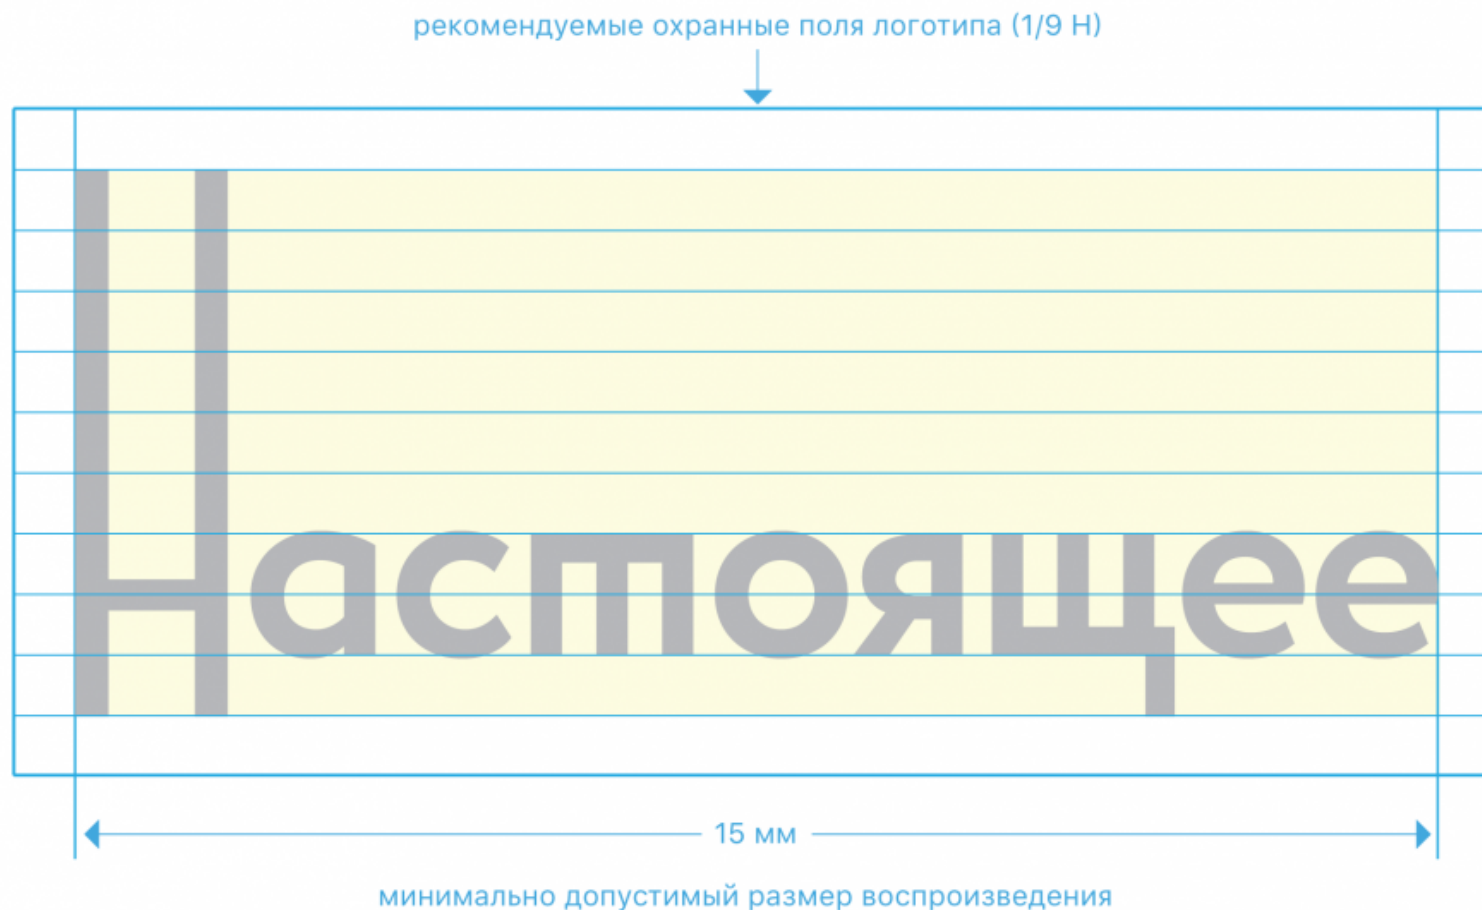 рекомендуемые охранные поля логотипа (1/9 Н)
Настоящее
15 мм
минимально допустимый размер воспроизведения